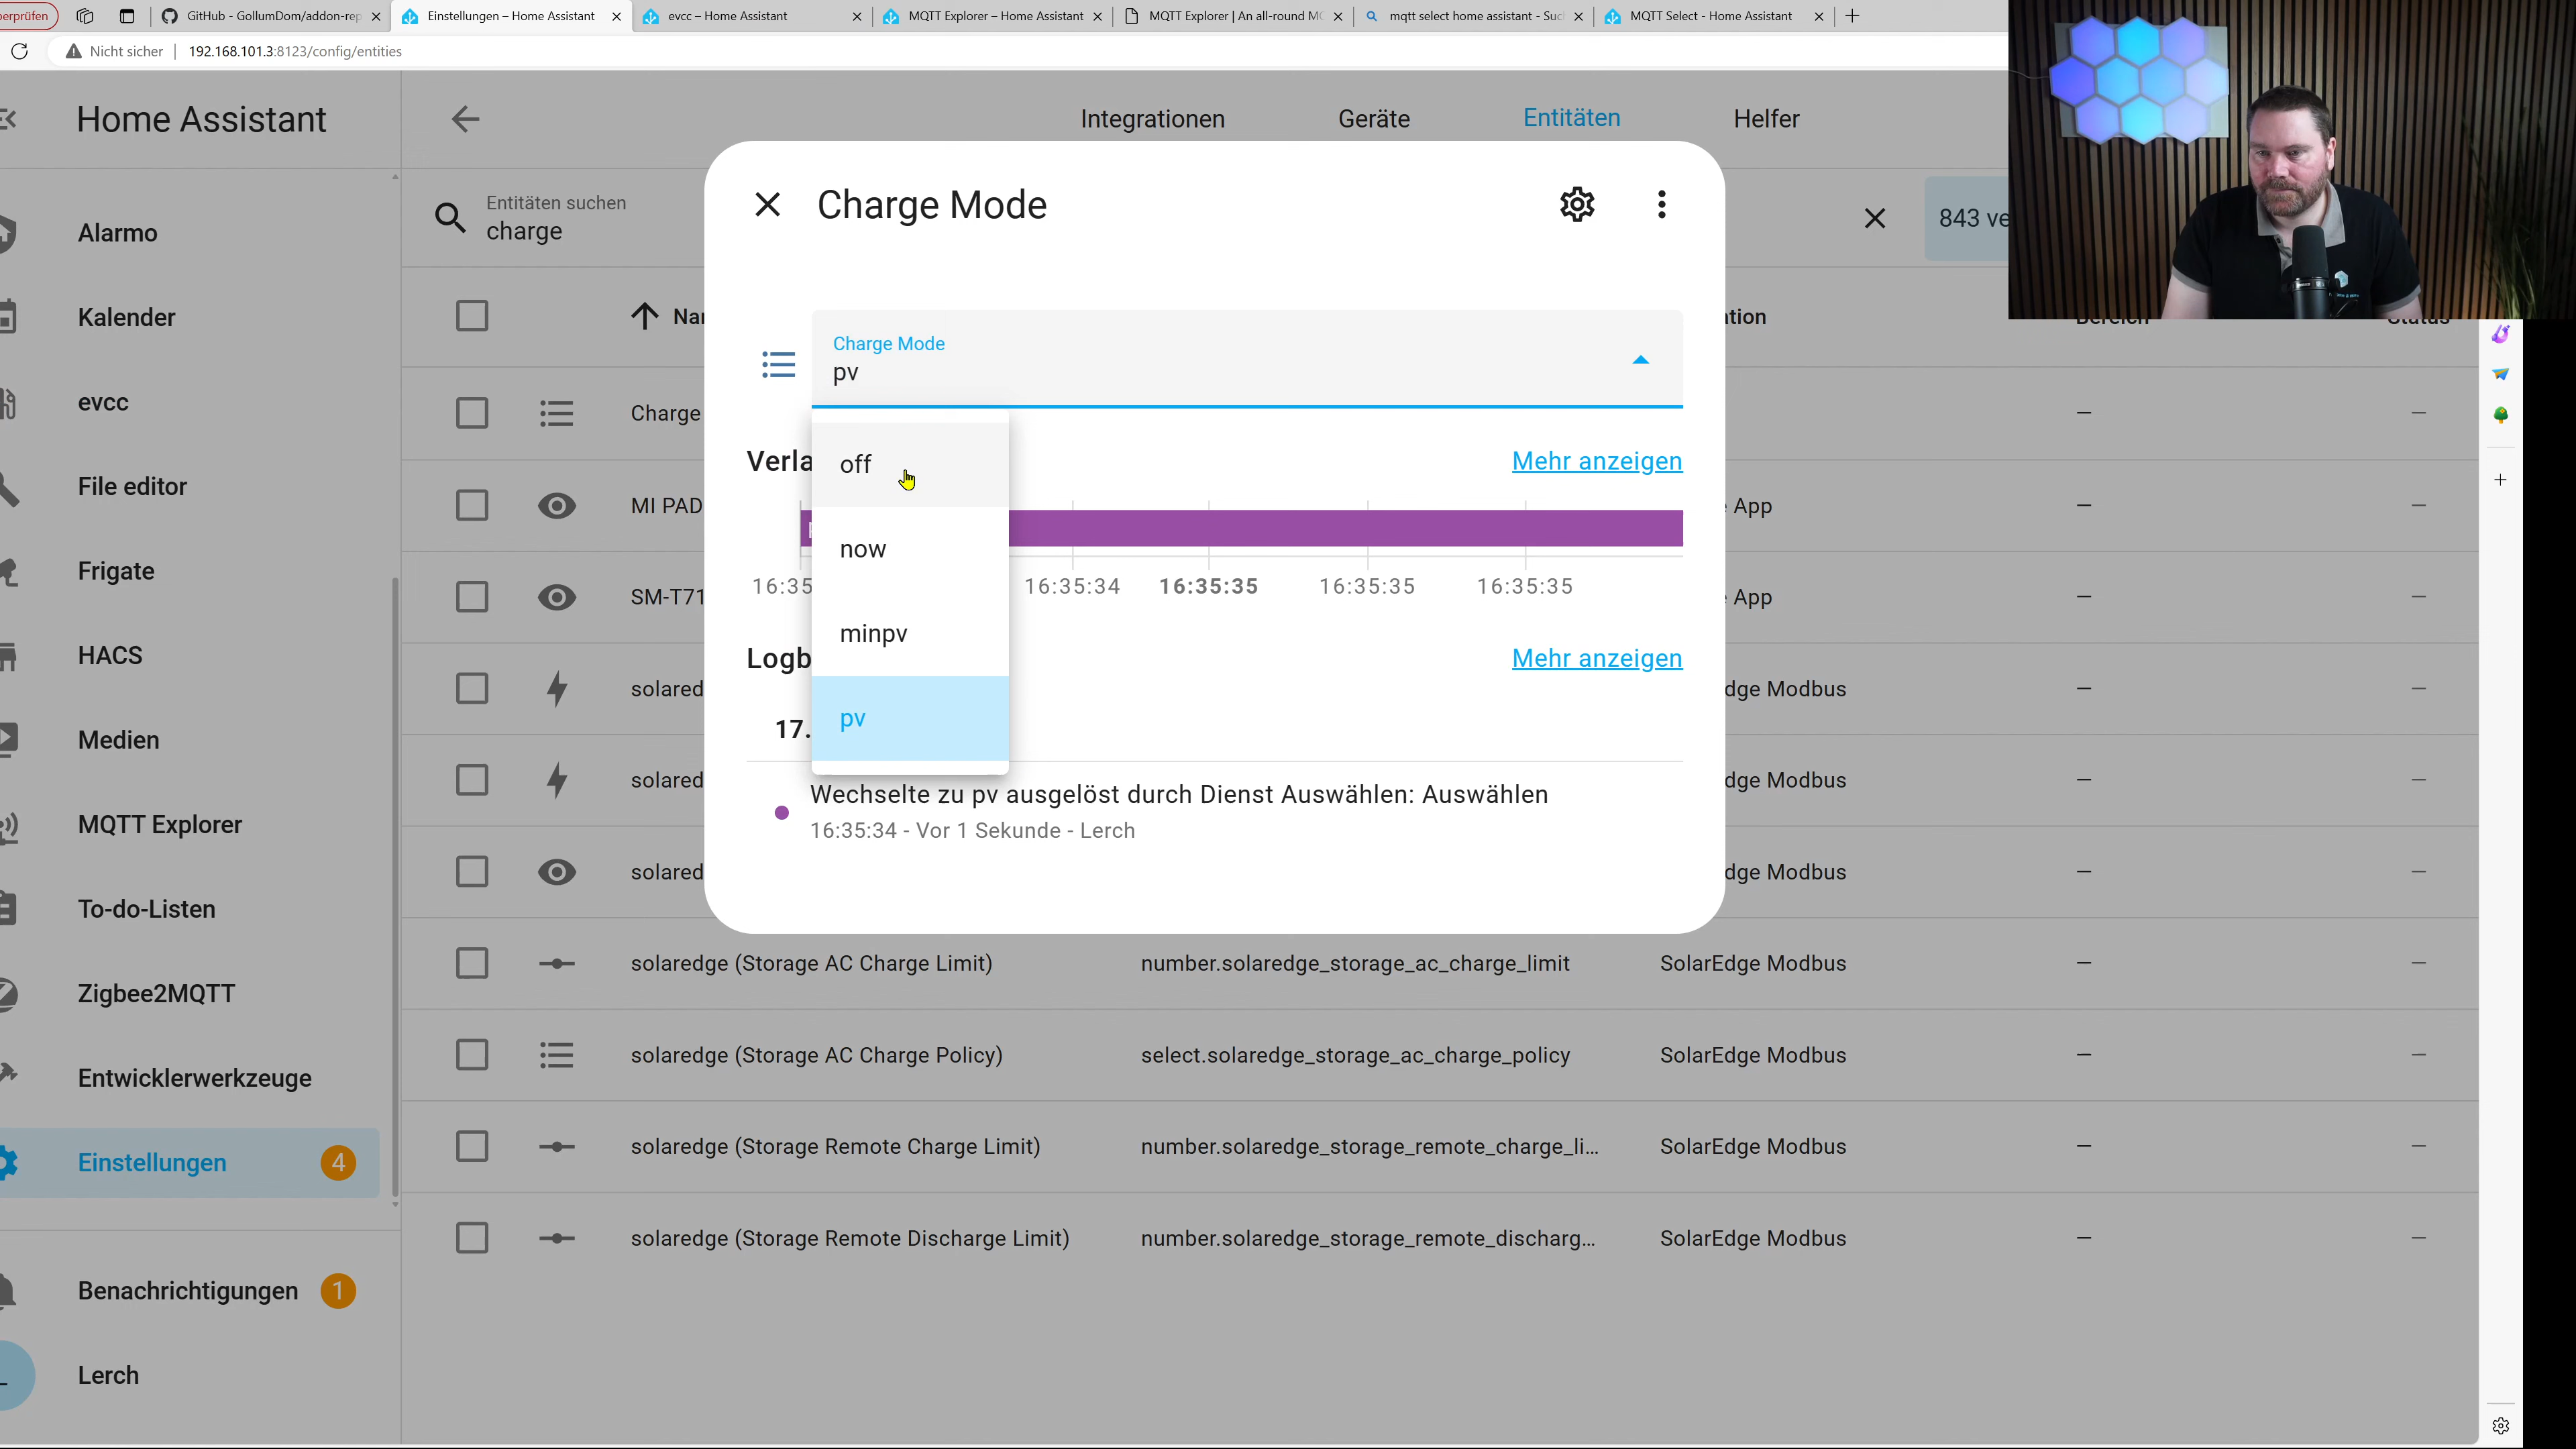 erprüfen
GitHub - GollumDom/addon-rep
Einstellungen – Home Assistant
evcc – Home Assistant
MQTT Explorer – Home Assistant
MQTT Explorer | An all-round MQ
mqtt select home assistant - Suc
MQTT Select - Home Assistant
Nicht sicher
192.168.101.3:8123/config/entities
Home Assistant
Integrationen
Geräte
Entitäten
Helfer
Alarmo
Kalender
evcc
File editor
Frigate
HACS
Medien
MQTT Explorer
To-do-Listen
Zigbee2MQTT
Entwicklerwerkzeuge
Einstellungen
4
Benachrichtigungen
1
Lerch
Entitäten suchen
charge
843 ve
Nar
ation
Bereich
Status
Charge
MI PAD
App
SM-T71
App
solared
dge Modbus
solared
dge Modbus
solared
dge Modbus
solaredge (Storage AC Charge Limit)
number.solaredge_storage_ac_charge_limit
SolarEdge Modbus
solaredge (Storage AC Charge Policy)
select.solaredge_storage_ac_charge_policy
SolarEdge Modbus
solaredge (Storage Remote Charge Limit)
number.solaredge_storage_remote_charge_li...
SolarEdge Modbus
solaredge (Storage Remote Discharge Limit)
number.solaredge_storage_remote_discharg...
SolarEdge Modbus
Charge Mode
Charge Mode
pv
off
now
minpv
pv
Verla
Mehr anzeigen
16:35
16:35:34
16:35:35
16:35:35
16:35:35
Logb
Mehr anzeigen
17.
Wechselte zu pv ausgelöst durch Dienst Auswählen: Auswählen
16:35:34 - Vor 1 Sekunde - Lerch